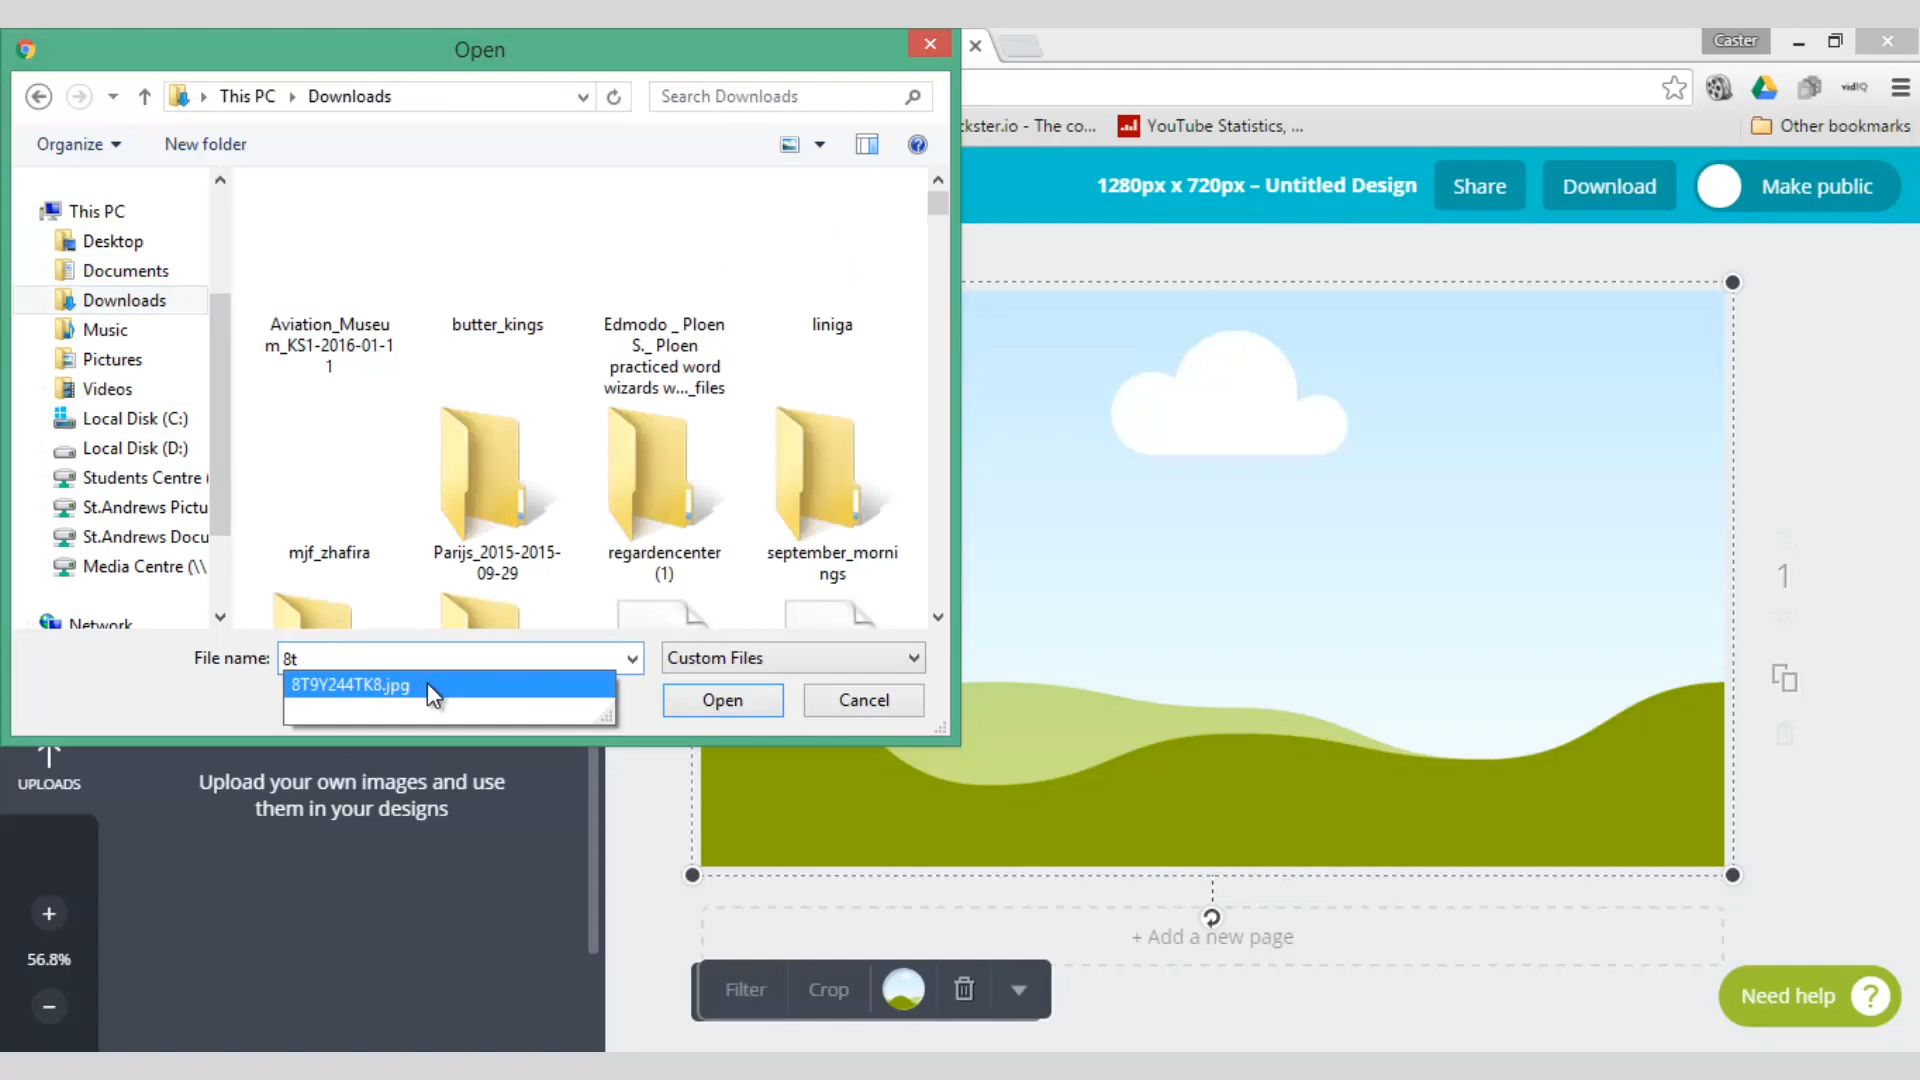 Open
Caster
This PC
Downloads
Search Downloads
Organize
New folder
kster.io - The co...
YouTube Statistics, ...
vidIQ
Other bookmarks
1280px x 720px – Untitled Design
Share
Download
Make public
This PC
Desktop
Documents
Downloads
Music
Pictures
Videos
Local Disk (C:)
Local Disk (D:)
Students Centre (
St.Andrews Pictu
St.Andrews Docu
Media Centre (\\
Network
Aviation_Museu
m_KS1-2016-01-1
1
butter_kings
Edmodo _ Ploen
S._ Ploen
practiced word
wizards w..._files
liniga
mjf_zhafira
Parijs_2015-2015-
09-29
regardencenter
(1)
september_morni
ngs
File name:
8t
Custom Files
8T9Y244TK8.jpg
Open
Cancel
UPLOADS
Upload your own images and use
them in your designs
+
56.8%
−
1
+ Add a new page
Filter
Crop
Need help ?